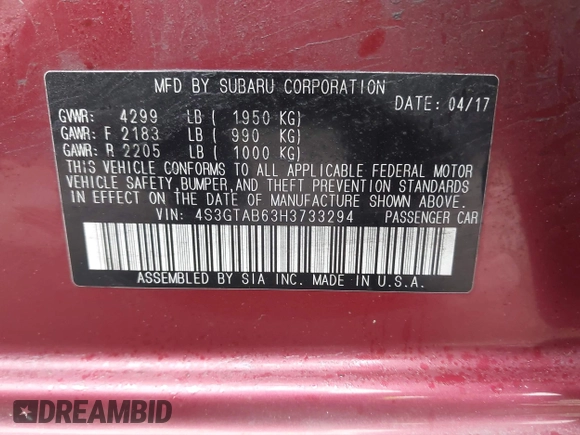 MFD BY SUBARU CORPORATION
DATE: 04/17
GVWR: 4299 LB ( 1950 KG)
GAWR: F 2183 LB ( 990 KG)
GAWR: R 2205 LB ( 1000 KG)
THIS VEHICLE CONFORMS TO ALL APPLICABLE FEDERAL MOTOR
VEHICLE SAFETY,BUMPER,AND THEFT PREVENTION STANDARDS
IN EFFECT ON THE DATE OF MANUFACTURE SHOWN ABOVE.
VIN: 4S3GTAB63H3733294 PASSENGER CAR
ASSEMBLED BY SIA INC. MADE IN U.S.A.
DREAMBID